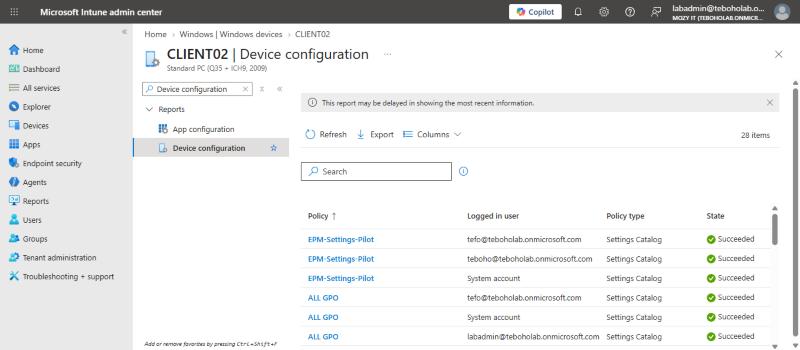 Microsoft Intune admin center
Copilot
labadmin@teboholab.onmicr...
MOZY IT (TEBOHOLAB.ONMICR...
Home > Windows | Windows devices > CLIENT02
CLIENT02 | Device configuration
Standard PC (Q35 + ICH9, 2009)
Home
Dashboard
All services
Explorer
Devices
Apps
Endpoint security
Agents
Reports
Users
Groups
Tenant administration
Troubleshooting + support
Device configuration
Reports
App configuration
Device configuration
Add or remove favorites by pressing Ctrl+Shift+F
This report may be delayed in showing the most recent information.
Refresh Export Columns 28 items
Search
Policy ↑ Logged in user Policy type State
EPM-Settings-Pilot tefo@teboholab.onmicrosoft.com Settings Catalog Succeeded
EPM-Settings-Pilot teboho@teboholab.onmicrosoft.com Settings Catalog Succeeded
EPM-Settings-Pilot System account Settings Catalog Succeeded
ALL GPO tefo@teboholab.onmicrosoft.com Settings Catalog Succeeded
ALL GPO System account Settings Catalog Succeeded
ALL GPO labadmin@teboholab.onmicrosoft.com Settings Catalog Succeeded